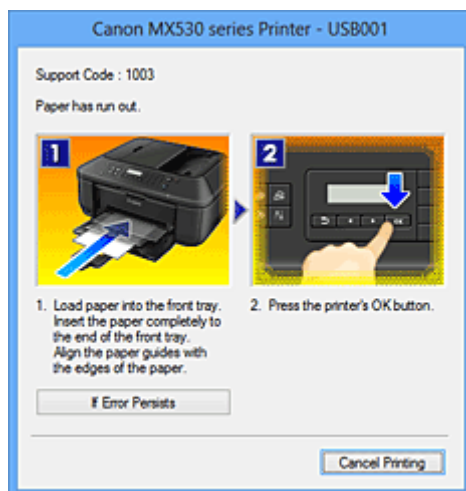 Canon MX530 series Printer - USB001
Support Code : 1003
Paper has run out.
1
2
1. Load paper into the front tray.
Insert the paper completely to
the end of the front tray.
Align the paper guides with
the edges of the paper.
2. Press the printer's OK button.
If Error Persists
Cancel Printing